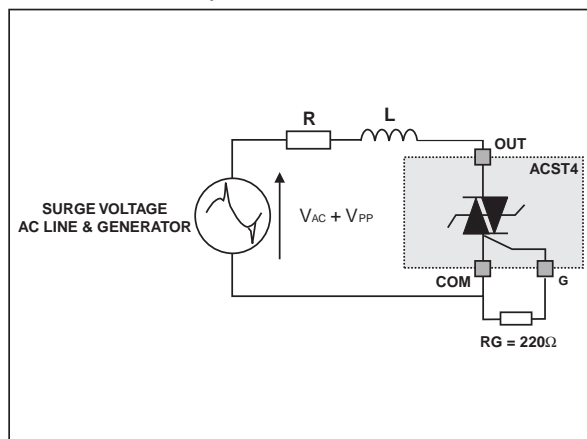 R
L
OUT
ACST4
SURGE VOLTAGE
AC LINE & GENERATOR
VAC + VPP
COM
G
RG = 220Ω